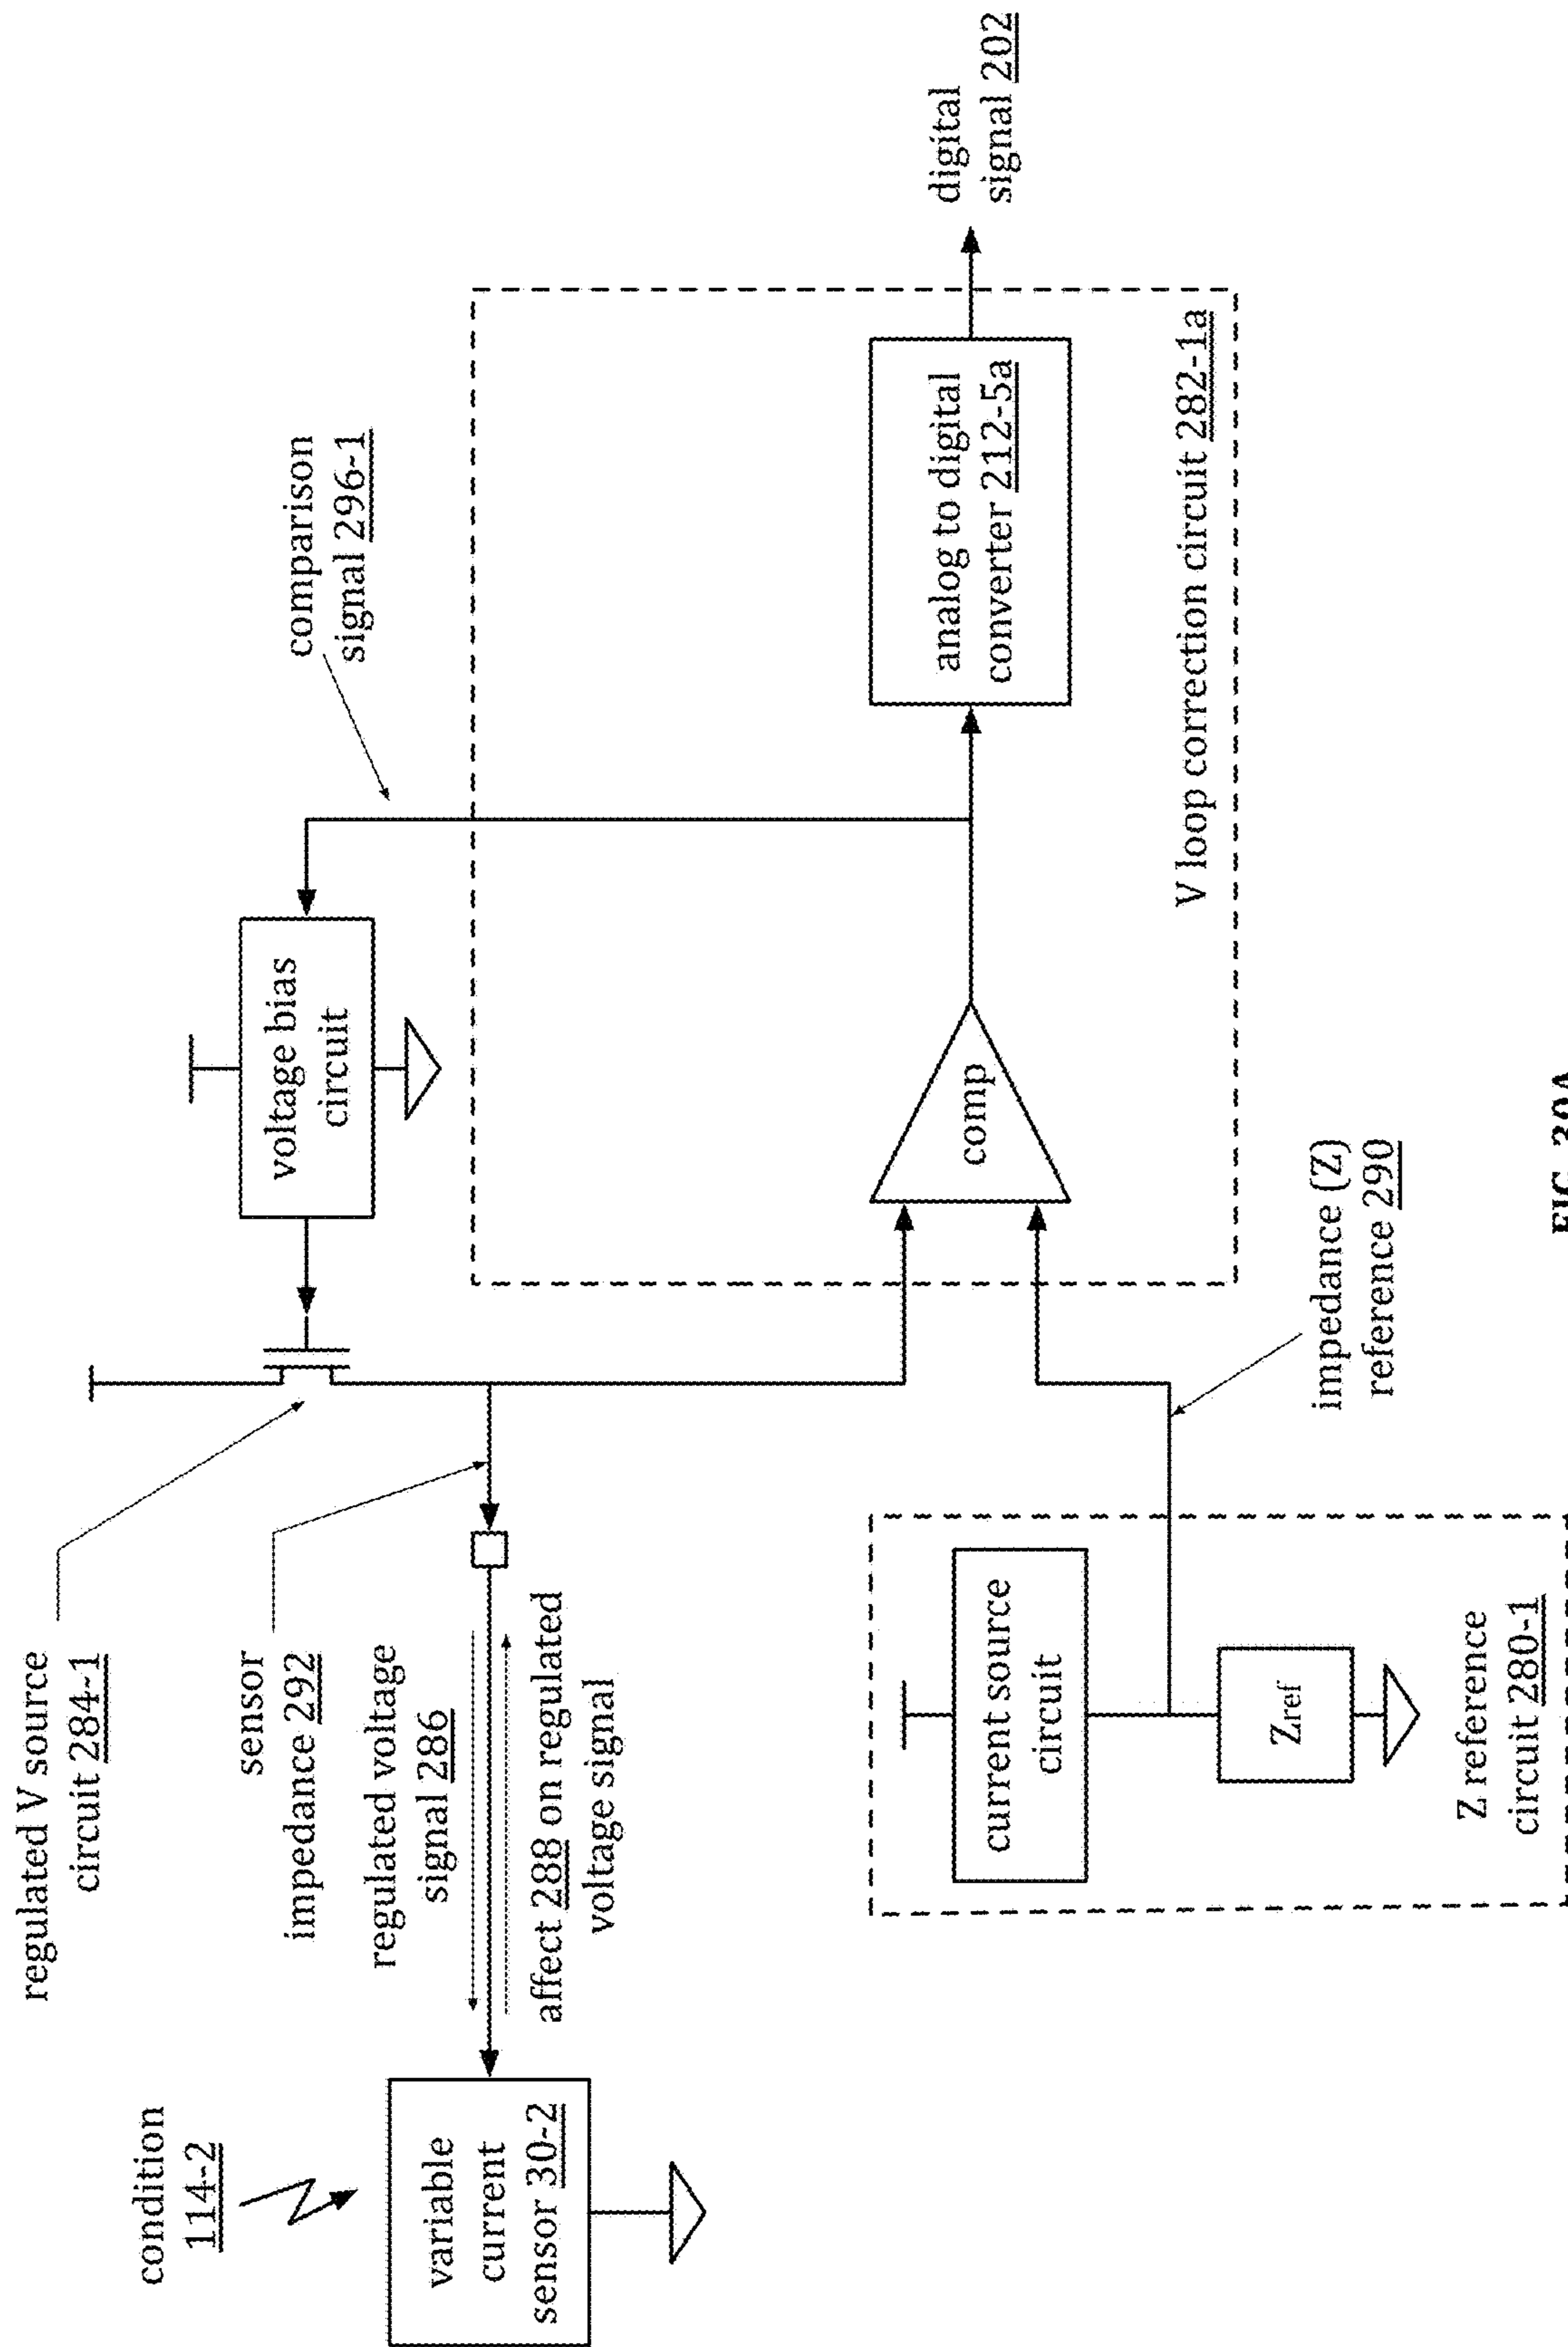 regulated V source
circuit 284-1
condition
114-2
sensor
impedance 292
voltage bias
circuit
comparison
signal 296-1
regulated voltage
signal 286
variable
current
sensor 30-2
affect 288 on regulated
voltage signal
current source
circuit
Zref
Z reference
circuit 280-1
comp
analog to digital
converter 212-5a
digital
signal 202
V loop correction circuit 282-1a
impedance (Z)
reference 290